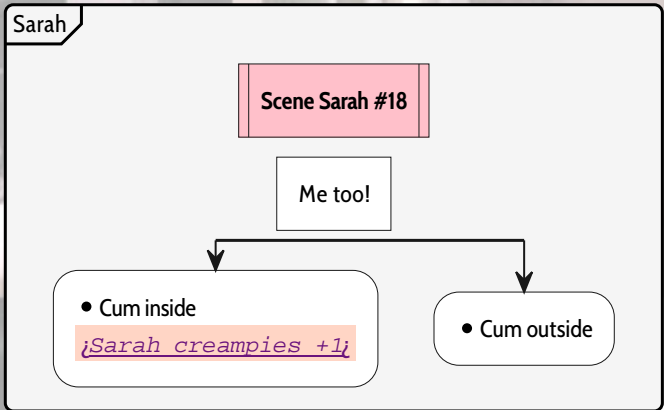 Sarah
Scene Sarah #18
Me too!
• Cum inside
¿Sarah creampies +1¿
• Cum outside